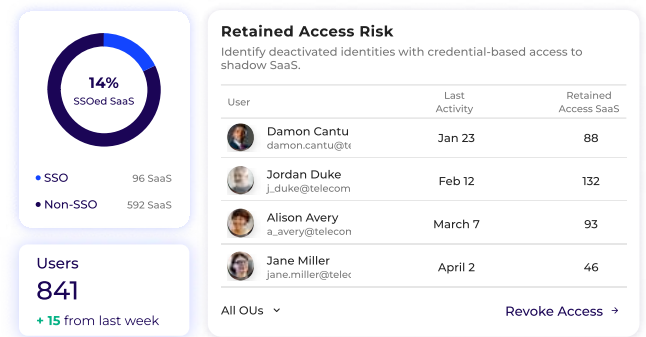 14%
SSOed SaaS
SSO 96 SaaS
Non-SSO 592 SaaS
Users
841
+ 15 from last week
Retained Access Risk
Identify deactivated identities with credential-based access to
shadow SaaS.
User Last Activity Retained Access SaaS
Damon Cantu Jan 23 88
damon.cantu@te
Jordan Duke Feb 12 132
j_duke@telecom
Alison Avery March 7 93
a_avery@telecon
Jane Miller April 2 46
jane.miller@telec
All OUs Revoke Access →